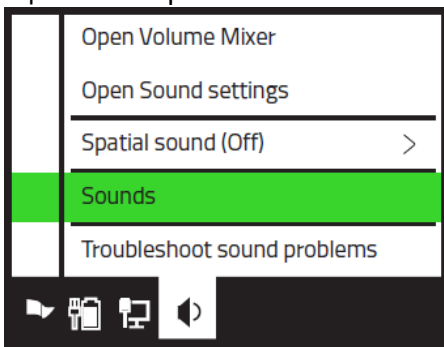 Open Volume Mixer
Open Sound settings
Spatial sound (Off)
Sounds
Troubleshoot sound problems